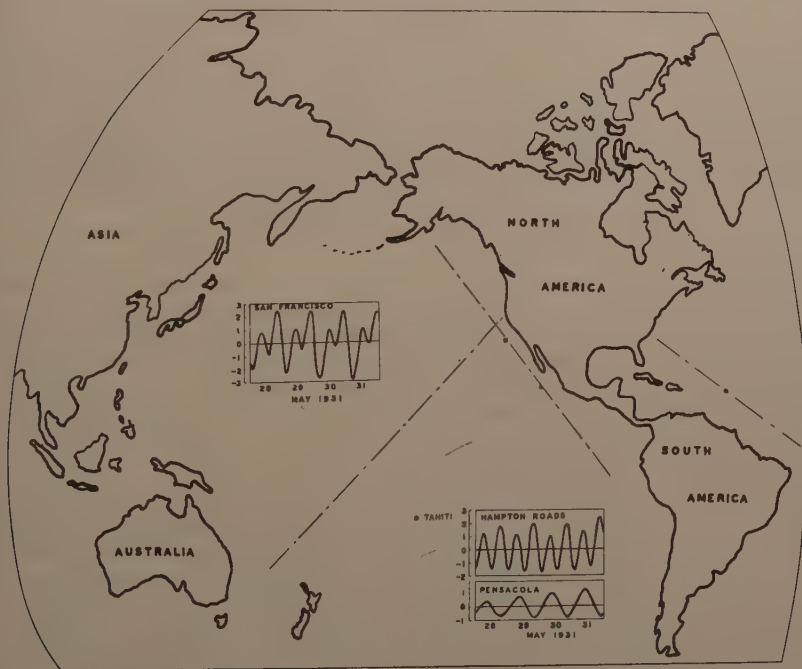 ASIA
NORTH
AMERICA
SAN FRANCISCO
3
2
1
0
-1
-2
-3
28 29 30 31
MAY 1931
SOUTH
AMERICA
AUSTRALIA
TAHITI
HAMPTON ROADS
3
2
1
0
-1
-2
PENSACOLA
1
0
-1
28 29 30 31
MAY 1931